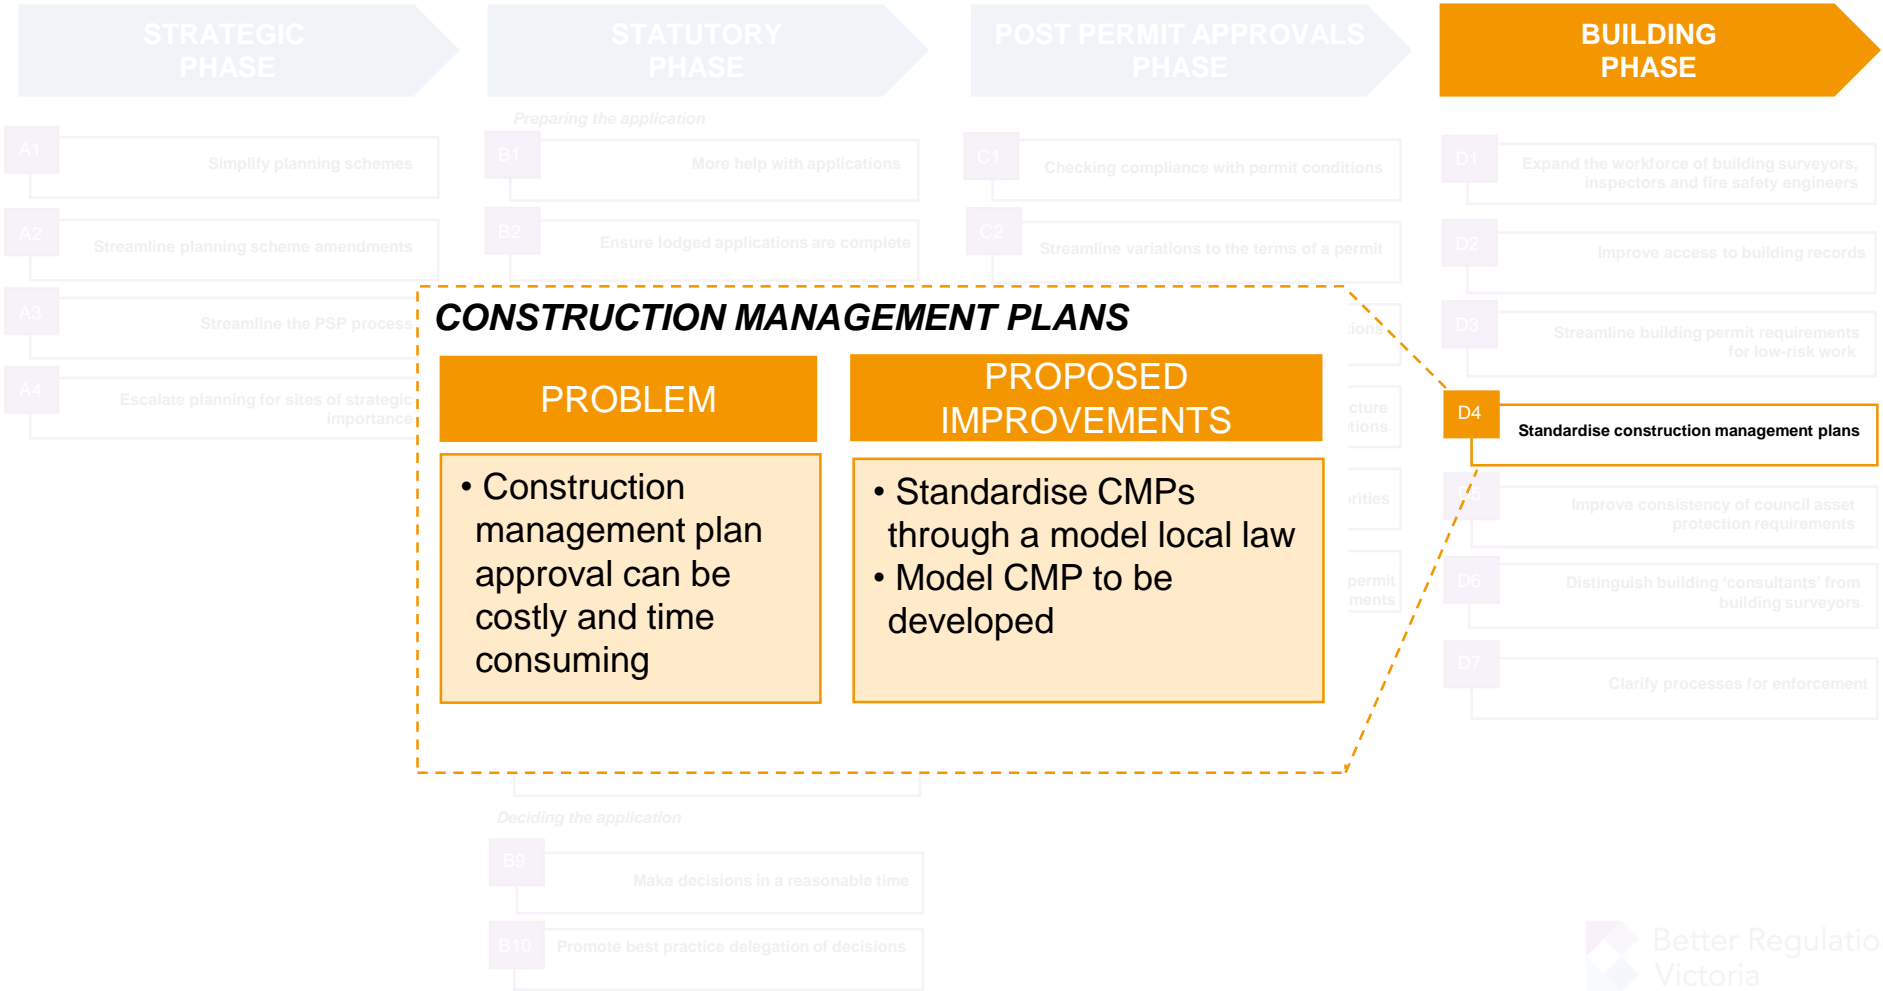 STRATEGIC
PHASE
STATUTORY
PHASE
POST PERMIT APPROVALS
PHASE
BUILDING
PHASE
A1
Simplify planning schemes
A2
Streamline planning scheme amendments
A3
Streamline the PSP process
A4
Escalate planning for sites of strategic
importance
Preparing the application
B1
More help with applications
B2
Ensure lodged applications are complete
C1
Checking compliance with permit conditions
C2
Streamline variations to the terms of a permit
CONSTRUCTION MANAGEMENT PLANS
PROBLEM
• Construction
management plan
approval can be
costly and time
consuming
PROPOSED
IMPROVEMENTS
• Standardise CMPs
through a model local law
• Model CMP to be
developed
permit
D1
Expand the workforce of building surveyors,
inspectors and fire safety engineers
D2
Improve access to building records
D3
Streamline building permit requirements
for low-risk work
D4
Standardise construction management plans
D5
Improve consistency of council asset
protection requirements
D6
Distinguish building ‘consultants’ from
building surveyors
D7
Clarify processes for enforcement
Deciding the application
B9
Make decisions in a reasonable time
B10
Promote best practice delegation of decisions
Better Regulatio
Victoria